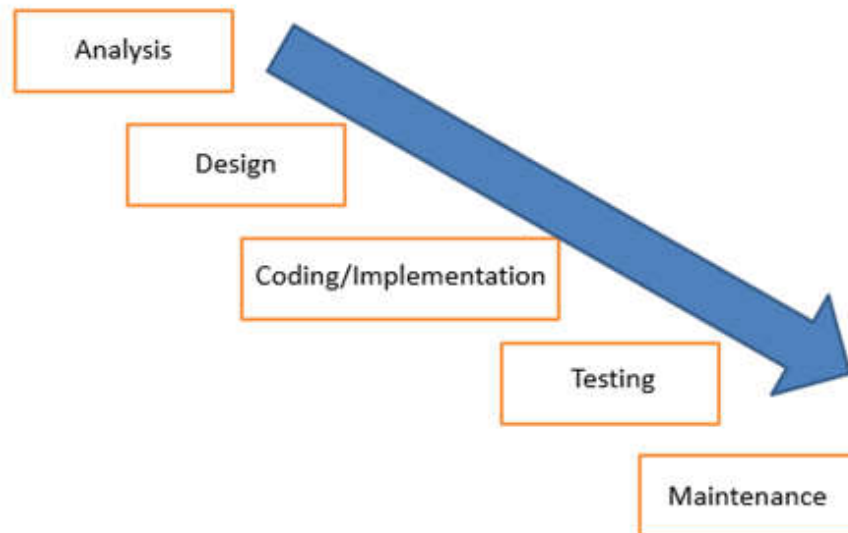 Analysis
Design
Coding/Implementation
Testing
Maintenance